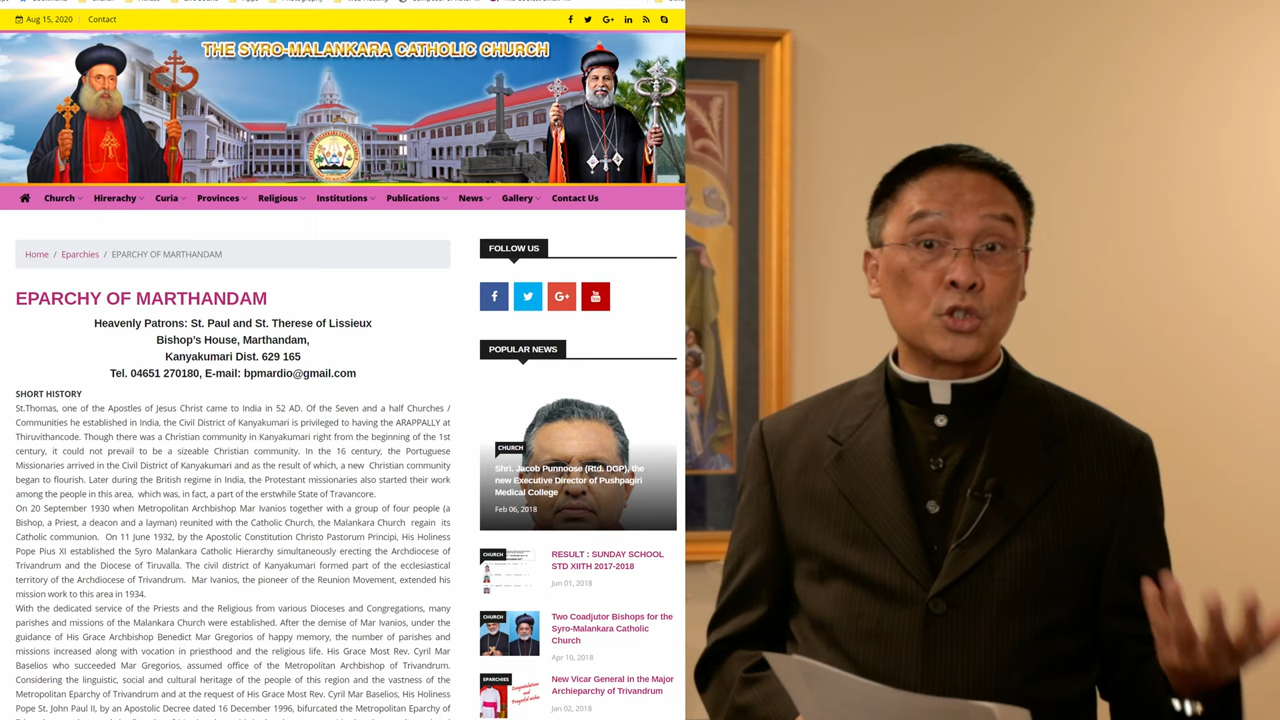 Aug 15, 2020
Contact
THE SYRO-MALANKARA CATHOLIC CHURCH
Church Hirerachy Curia Provinces Religious Institutions Publications News Gallery Contact Us
Home / Eparchies / EPARCHY OF MARTHANDAM
EPARCHY OF MARTHANDAM
Heavenly Patrons: St. Paul and St. Therese of Lissieux
Bishop's House, Marthandam,
Kanyakumari Dist. 629 165
Tel. 04651 270180, E-mail: bpmardio@gmail.com
SHORT HISTORY
St.Thomas, one of the Apostles of Jesus Christ came to India in 52 AD. Of the Seven and a half Churches /
Communities he established in India, the Civil District of Kanyakumari is privileged to having the ARAPPALLY at
Thiruvithancode. Though there was a Christian community in Kanyakumari right from the beginning of the 1st
century, it could not prevail to be a sizeable Christian community. In the 16 century, the Portuguese
Missionaries arrived in the Civil District of Kanyakumari and as the result of which, a new Christian community
began to flourish. Later during the British regime in India, the Protestant missionaries also started their work
among the people in this area, which was, in fact, a part of the erstwhile State of Travancore.
On 20 September 1930 when Metropolitan Archbishop Mar Ivanios together with a group of four people (a
Bishop, a Priest, a deacon and a layman) reunited with the Catholic Church, the Malankara Church regain its
Catholic communion. On 11 June 1932, by the Apostolic Constitution Christo Pastorum Principi, His Holiness
Pope Pius XI established the Syro Malankara Catholic Hierarchy simultaneously erecting the Archdiocese of
Trivandrum and the Diocese of Tiruvalla. The civil district of Kanyakumari formed part of the ecclesiastical
territory of the Archdiocese of Trivandrum. Mar Ivanios, the pioneer of the Reunion Movement, extended his
mission work to this area in 1934.
With the dedicated service of the Priests and the Religious from various Dioceses and Congregations, many
parishes and missions of the Malankara Church were established. After the demise of Mar Ivanios, under the
guidance of His Grace Archbishop Benedict Mar Gregorios of happy memory, the number of parishes and
missions increased along with vocation in priesthood and the religious life. His Grace Most Rev. Cyril Mar
Baselios who succeeded Mar Gregorios, assumed office of the Metropolitan Archbishop of Trivandrum.
Considering the linguistic, social and cultural heritage of the people of this region and the vastness of the
Metropolitan Eparchy of Trivandrum and at the request of His Grace Most Rev. Cyril Mar Baselios, His Holiness
Pope St. John Paul II, by an Apostolic Decree dated 16 December 1996, bifurcated the Metropolitan Eparchy of
FOLLOW US
POPULAR NEWS
CHURCH
Shri. Jacob Punnoose (Rtd. DGP), the
new Executive Director of Pushpagiri
Medical College
Feb 06, 2018
CHURCH
RESULT : SUNDAY SCHOOL
STD XIITH 2017-2018
Jun 01, 2018
CHURCH
Two Coadjutor Bishops for the
Syro-Malankara Catholic
Church
Apr 10, 2018
EPARCHIES
New Vicar General in the Major
Archieparchy of Trivandrum
Jan 02, 2018